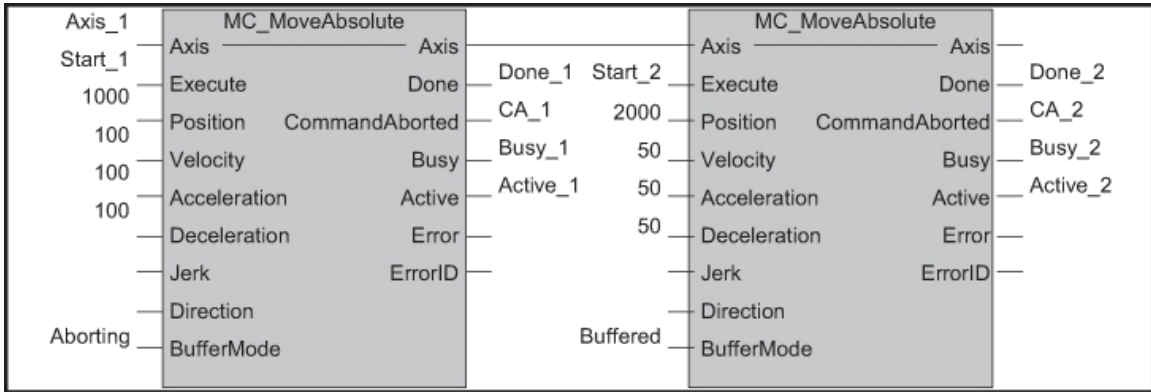 Axis_1 MC_MoveAbsolute MC_MoveAbsolute
Axis Axis Axis Axis
Start_1 Execute Done Done_1 Start_2 Execute Done Done_2
1000 Position CommandAborted CA_1 2000 Position CommandAborted CA_2
100 Velocity Busy Busy_1 50 Velocity Busy Busy_2
100 Acceleration Active Active_1 50 Acceleration Active Active_2
100 Deceleration Error 50 Deceleration Error
Jerk ErrorID Jerk ErrorID
Direction Direction
Aborting BufferMode Buffered BufferMode